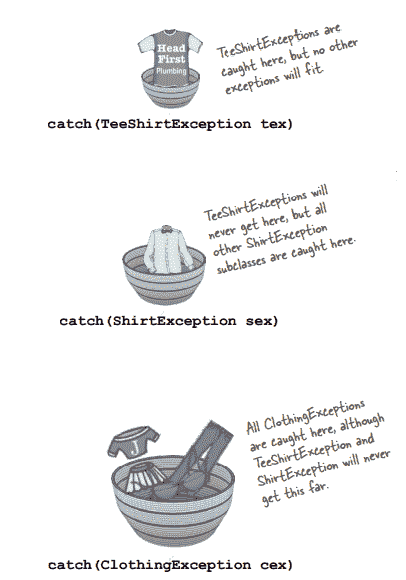 Head
First
Plumbing
TeeShirtExceptions are
caught here, but no other
exceptions will fit.
catch(TeeShirtException tex)
TeeShirtExceptions will
never get here, but all
other ShirtException
subclasses are caught here.
catch(ShirtException sex)
All ClothingExceptions
are caught here, although
TeeShirtException and
ShirtException will never
get this far.
catch(ClothingException cex)